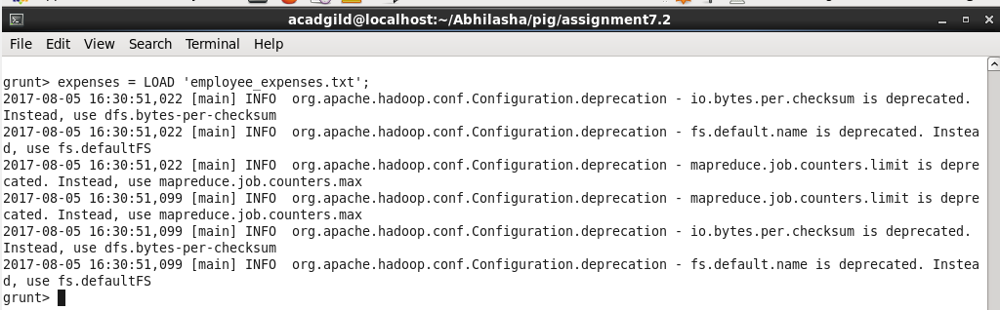 acadgild@localhost:~/Abhilasha/pig/assignment7.2
File Edit View Search Terminal Help
grunt> expenses = LOAD 'employee_expenses.txt';
2017-08-05 16:30:51,022 [main] INFO  org.apache.hadoop.conf.Configuration.deprecation - io.bytes.per.checksum is deprecated.
Instead, use dfs.bytes-per-checksum
2017-08-05 16:30:51,022 [main] INFO  org.apache.hadoop.conf.Configuration.deprecation - fs.default.name is deprecated. Instea
d, use fs.defaultFS
2017-08-05 16:30:51,022 [main] INFO  org.apache.hadoop.conf.Configuration.deprecation - mapreduce.job.counters.limit is depre
cated. Instead, use mapreduce.job.counters.max
2017-08-05 16:30:51,099 [main] INFO  org.apache.hadoop.conf.Configuration.deprecation - mapreduce.job.counters.limit is depre
cated. Instead, use mapreduce.job.counters.max
2017-08-05 16:30:51,099 [main] INFO  org.apache.hadoop.conf.Configuration.deprecation - io.bytes.per.checksum is deprecated.
Instead, use dfs.bytes-per-checksum
2017-08-05 16:30:51,099 [main] INFO  org.apache.hadoop.conf.Configuration.deprecation - fs.default.name is deprecated. Instea
d, use fs.defaultFS
grunt>